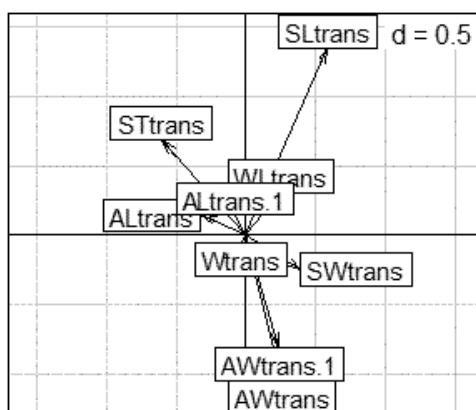 SLtrans
d = 0.5
STtrans
WLtrans
ALtrans.1
ALtrans
Wtrans
SWtrans
AWtrans.1
AWtrans